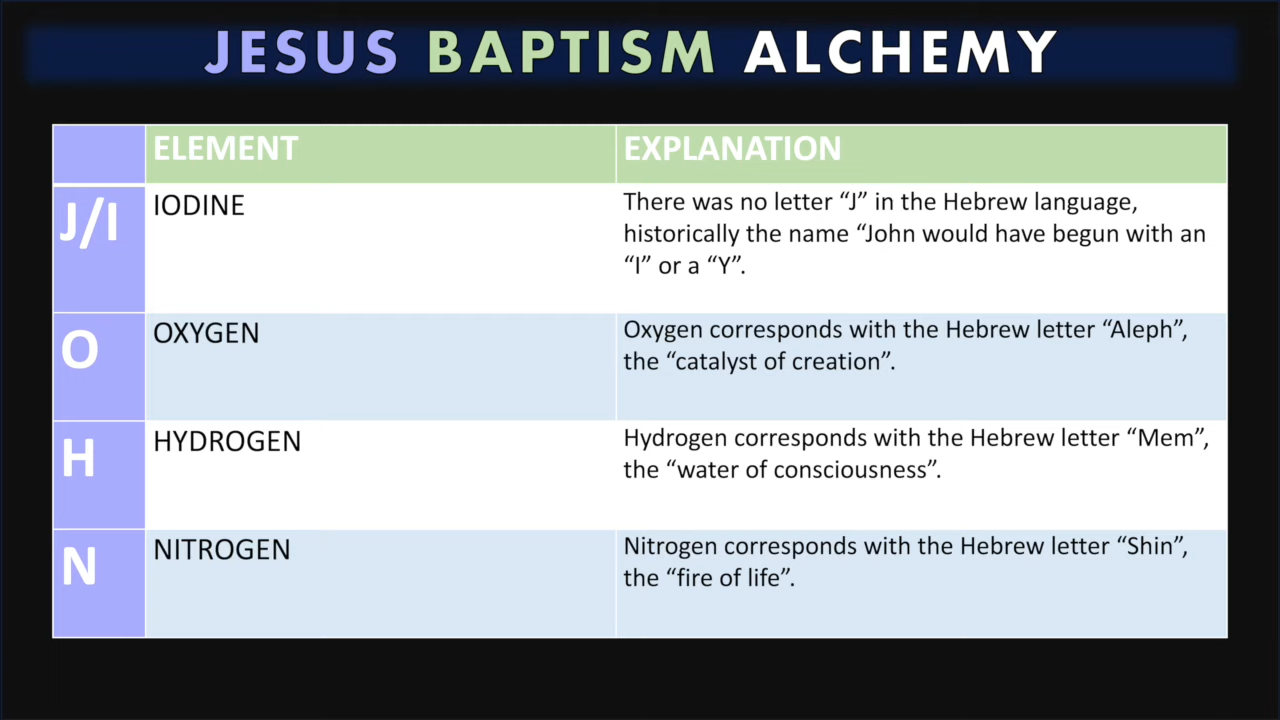 JESUS BAPTISM ALCHEMY
ELEMENT
EXPLANATION
J/I
IODINE
There was no letter “J” in the Hebrew language,
historically the name “John would have begun with an
“I” or a “Y”.
O
OXYGEN
Oxygen corresponds with the Hebrew letter “Aleph”,
the “catalyst of creation”.
H
HYDROGEN
Hydrogen corresponds with the Hebrew letter “Mem”,
the “water of consciousness”.
N
NITROGEN
Nitrogen corresponds with the Hebrew letter “Shin”,
the “fire of life”.